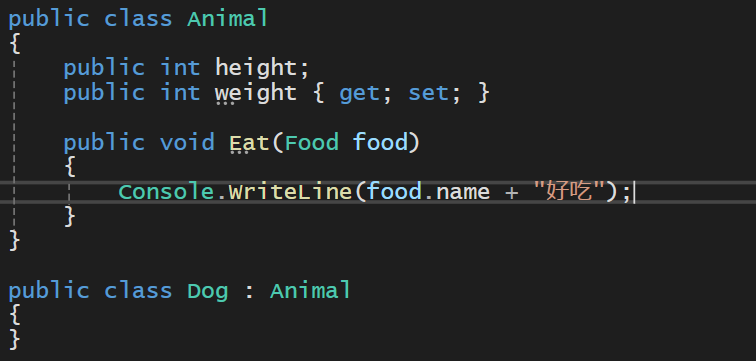 public class Animal
{
    public int height;
    public int weight { get; set; }

    public void Eat(Food food)
    {
        Console.WriteLine(food.name + "好吃");
    }
}

public class Dog : Animal
{
}